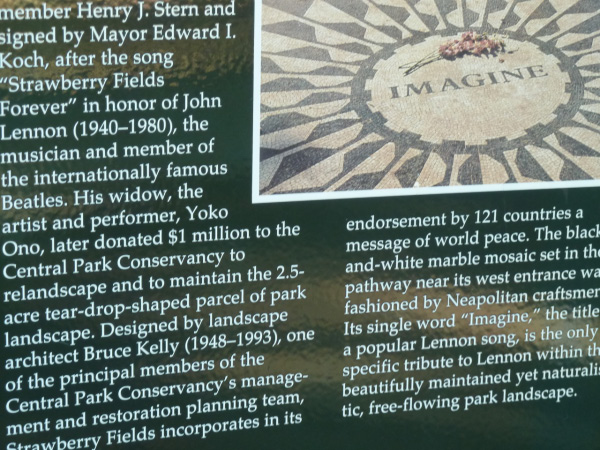 member Henry J. Stern and
signed by Mayor Edward I.
Koch, after the song
“Strawberry Fields
Forever” in honor of John
Lennon (1940–1980), the
musician and member of
the internationally famous
Beatles. His widow, the
artist and performer, Yoko
Ono, later donated $1 million to the
Central Park Conservancy to
relandscape and to maintain the 2.5-
acre tear-drop-shaped parcel of park
landscape. Designed by landscape
architect Bruce Kelly (1948–1993), one
of the principal members of the
Central Park Conservancy’s manage-
ment and restoration planning team,
Strawberry Fields incorporates in its
IMAGINE
endorsement by 121 countries a
message of world peace. The black-
and-white marble mosaic set in the
pathway near its west entrance wa
fashioned by Neapolitan craftsmen
Its single word “Imagine,” the title
a popular Lennon song, is the only
specific tribute to Lennon within th
beautifully maintained yet naturalis
tic, free-flowing park landscape.